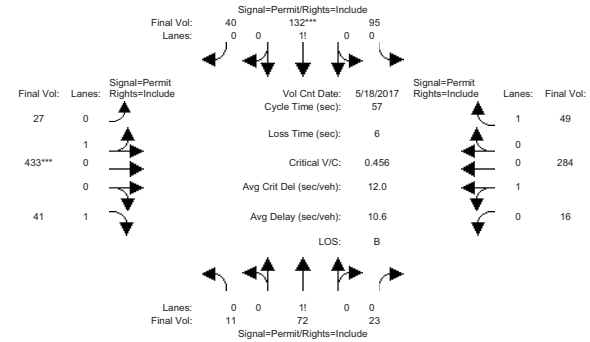 Signal=Permit/Rights=Include
Final Vol: 40 132*** 95
Lanes: 0 0 1! 0 0
Signal=Permit
Final Vol: Lanes: Rights=Include
Vol Cnt Date: 5/18/2017
Signal=Permit
Rights=Include Lanes: Final Vol:
Cycle Time (sec): 57
27 0
1 49
Loss Time (sec): 6
1
0
433*** 0
Critical V/C: 0.456
0 284
0
Avg Crit Del (sec/veh): 12.0
1
41 1
Avg Delay (sec/veh): 10.6
0 16
LOS: B
Lanes: 0 0 1! 0 0
Final Vol: 11 72 23
Signal=Permit/Rights=Include